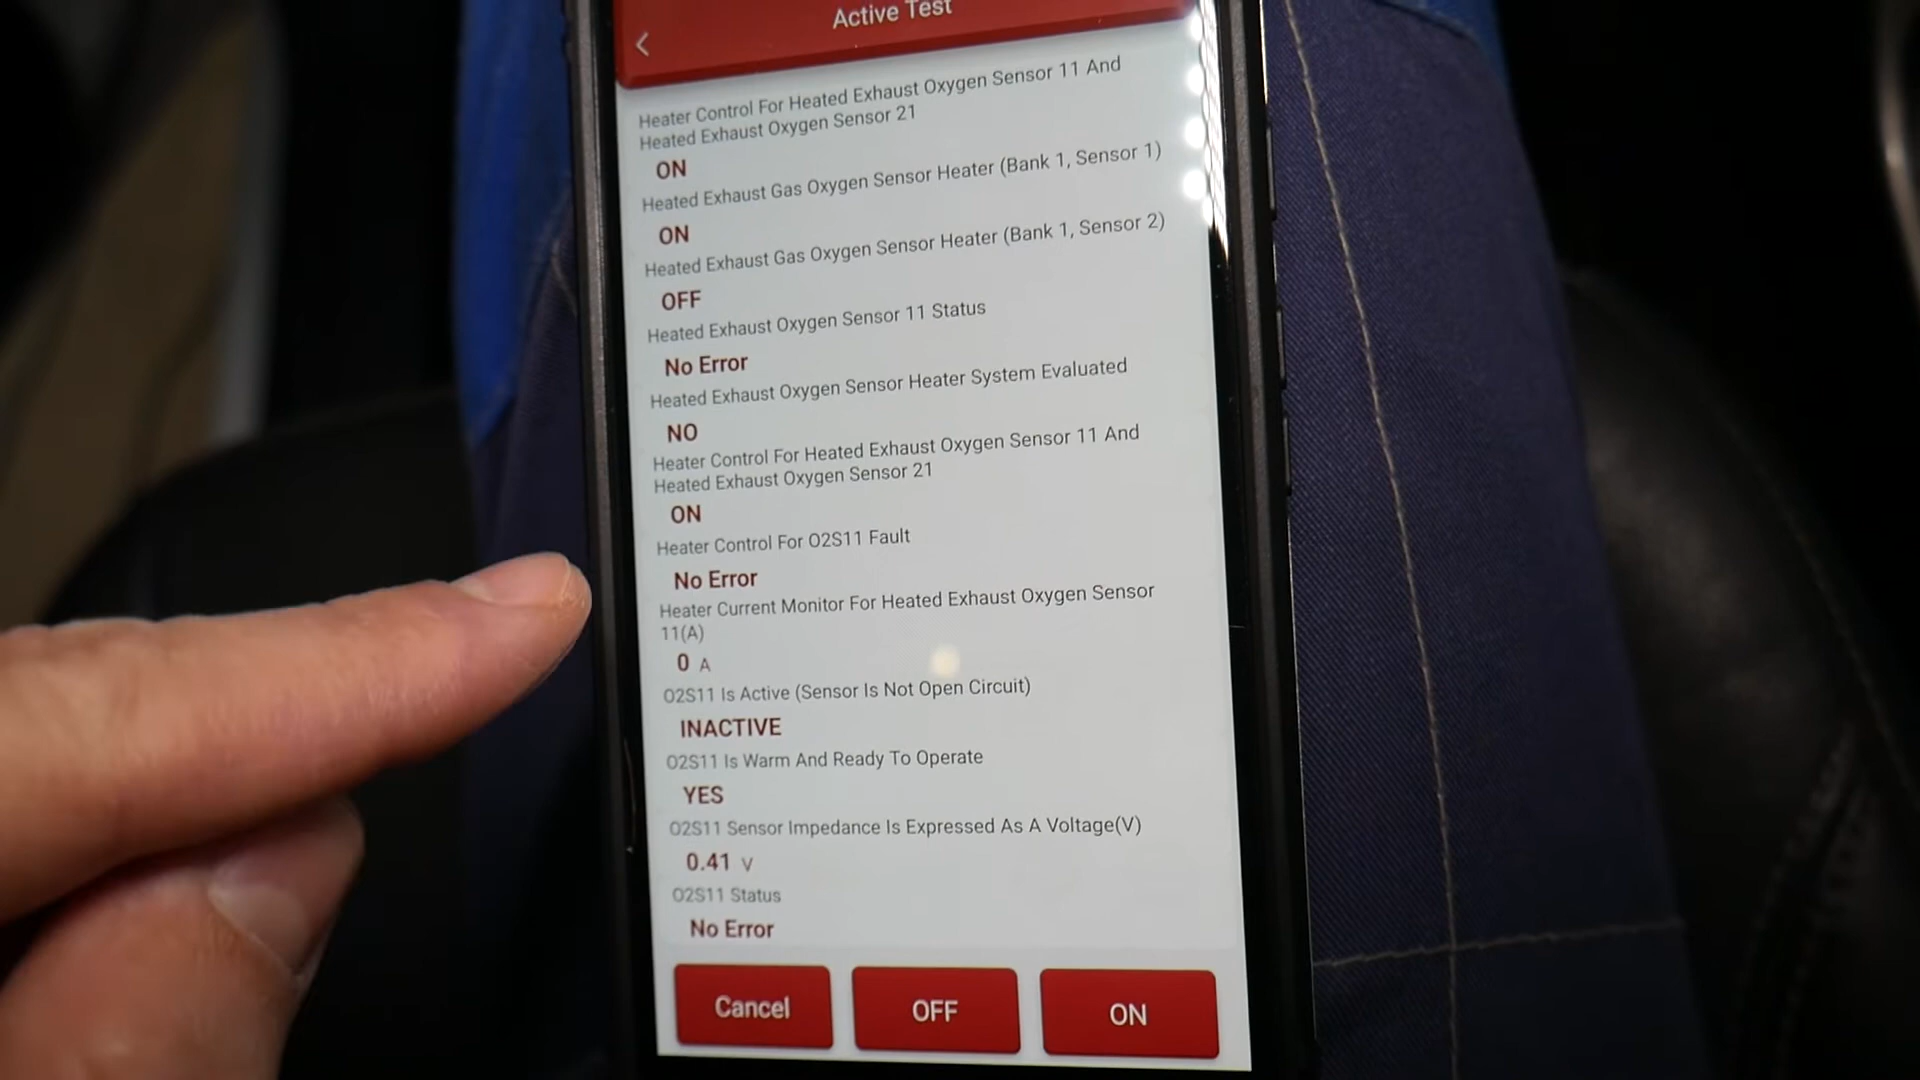 Active Test
Heater Control For Heated Exhaust Oxygen Sensor 11 And
Heated Exhaust Oxygen Sensor 21
ON
Heated Exhaust Gas Oxygen Sensor Heater (Bank 1, Sensor 1)
ON
Heated Exhaust Gas Oxygen Sensor Heater (Bank 1, Sensor 2)
OFF
Heated Exhaust Oxygen Sensor 11 Status
No Error
Heated Exhaust Oxygen Sensor Heater System Evaluated
NO
Heater Control For Heated Exhaust Oxygen Sensor 11 And
Heated Exhaust Oxygen Sensor 21
ON
Heater Control For O2S11 Fault
No Error
Heater Current Monitor For Heated Exhaust Oxygen Sensor
11(A)
0 A
O2S11 Is Active (Sensor Is Not Open Circuit)
INACTIVE
O2S11 Is Warm And Ready To Operate
YES
O2S11 Sensor Impedance Is Expressed As A Voltage(V)
0.41 V
O2S11 Status
No Error
Cancel OFF ON